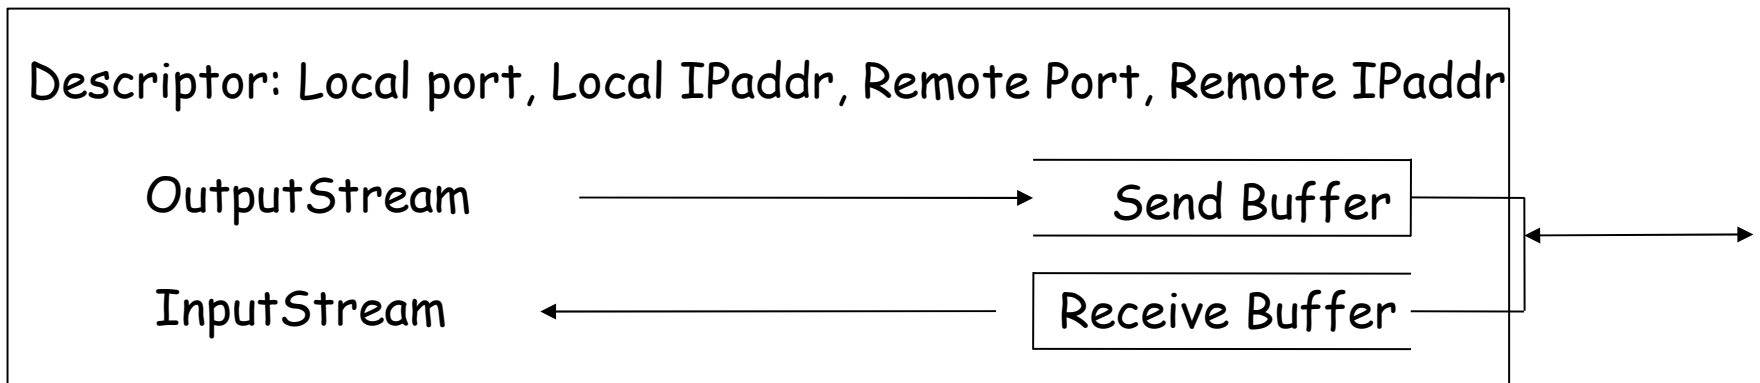 Descriptor: Local port, Local IPaddr, Remote Port, Remote IPaddr
OutputStream Send Buffer
InputStream Receive Buffer